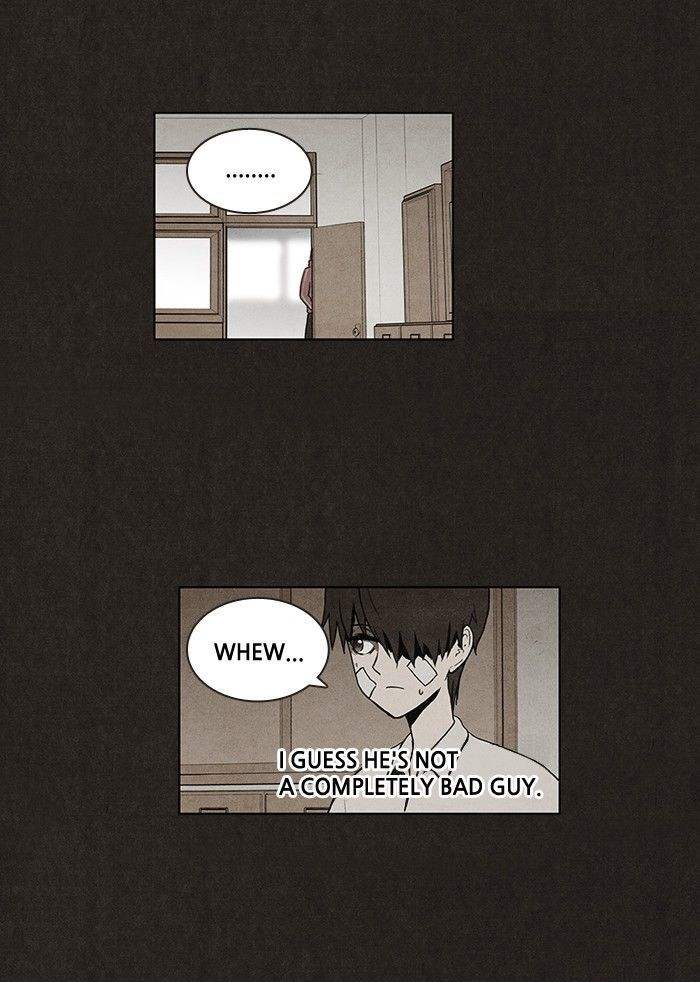 ........
WHEW...
I GUESS HE'S NOT
A COMPLETELY BAD GUY.